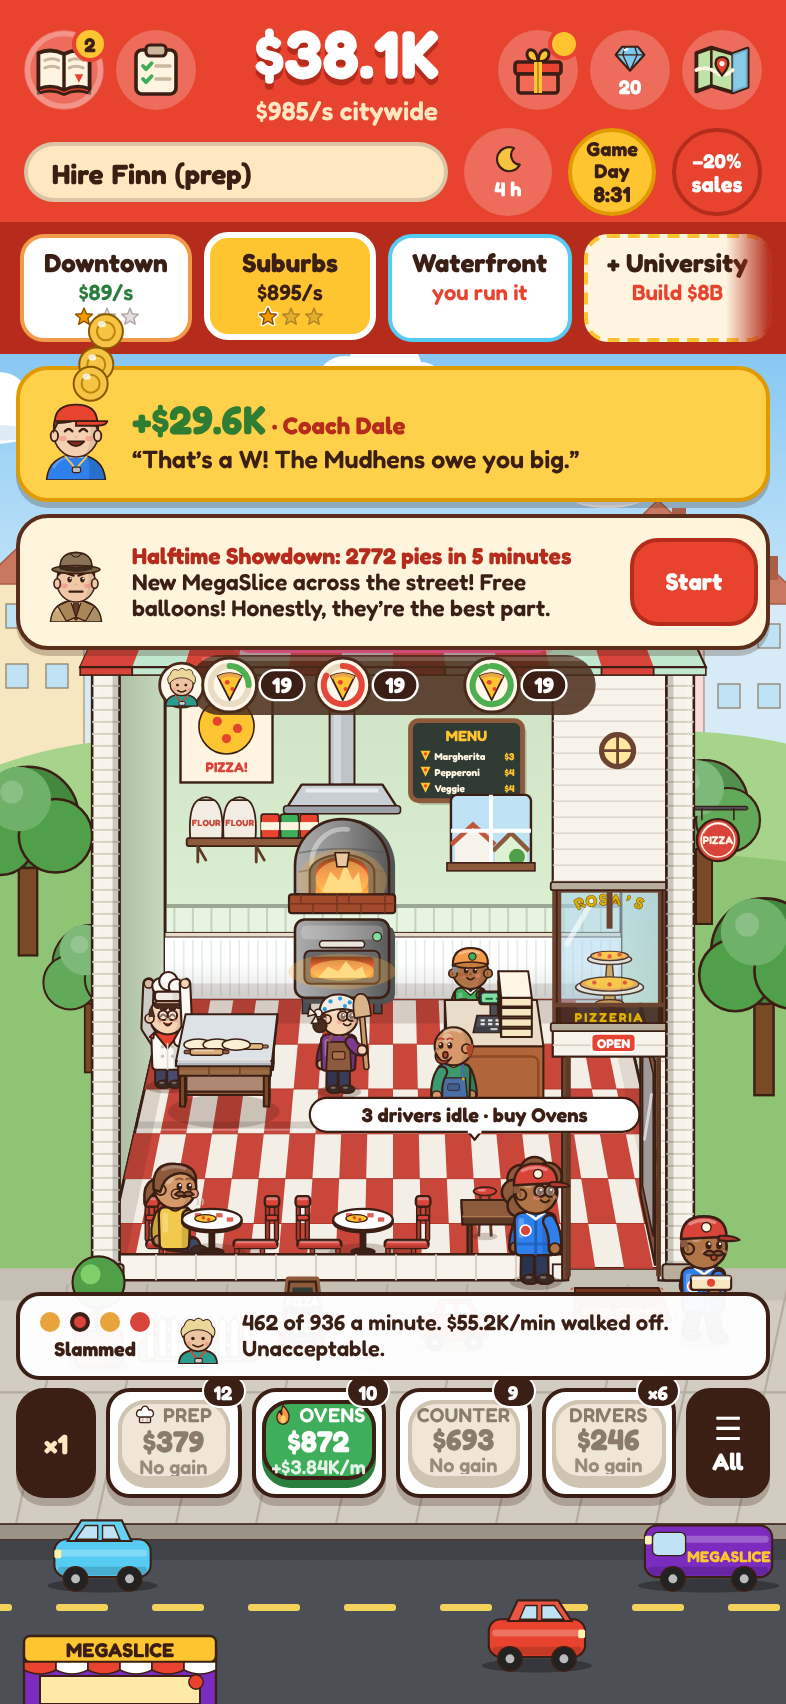 2
$38.1K
$985/s citywide
20
Hire Finn (prep)
4 h
Game
Day
8:31
−20%
sales
Downtown
$89/s
Suburbs
$895/s
Waterfront
you run it
+ University
Build $8B
+$29.6K · Coach Dale
“That’s a W! The Mudhens owe you big.”
Halftime Showdown: 2772 pies in 5 minutes
New MegaSlice across the street! Free
balloons! Honestly, they’re the best part.
Start
19
19
19
PIZZA!
MENU
Margherita $3
Pepperoni $4
Veggie $4
FLOUR
FLOUR
PIZZA
ROSA'S
PIZZERIA
OPEN
3 drivers idle · buy Ovens
Slammed
462 of 936 a minute. $55.2K/min walked off.
Unacceptable.
x1
12
PREP
$379
No gain
10
OVENS
$872
+$3.84K/m
9
COUNTER
$693
No gain
x6
DRIVERS
$246
No gain
All
MEGASLICE
MEGASLICE